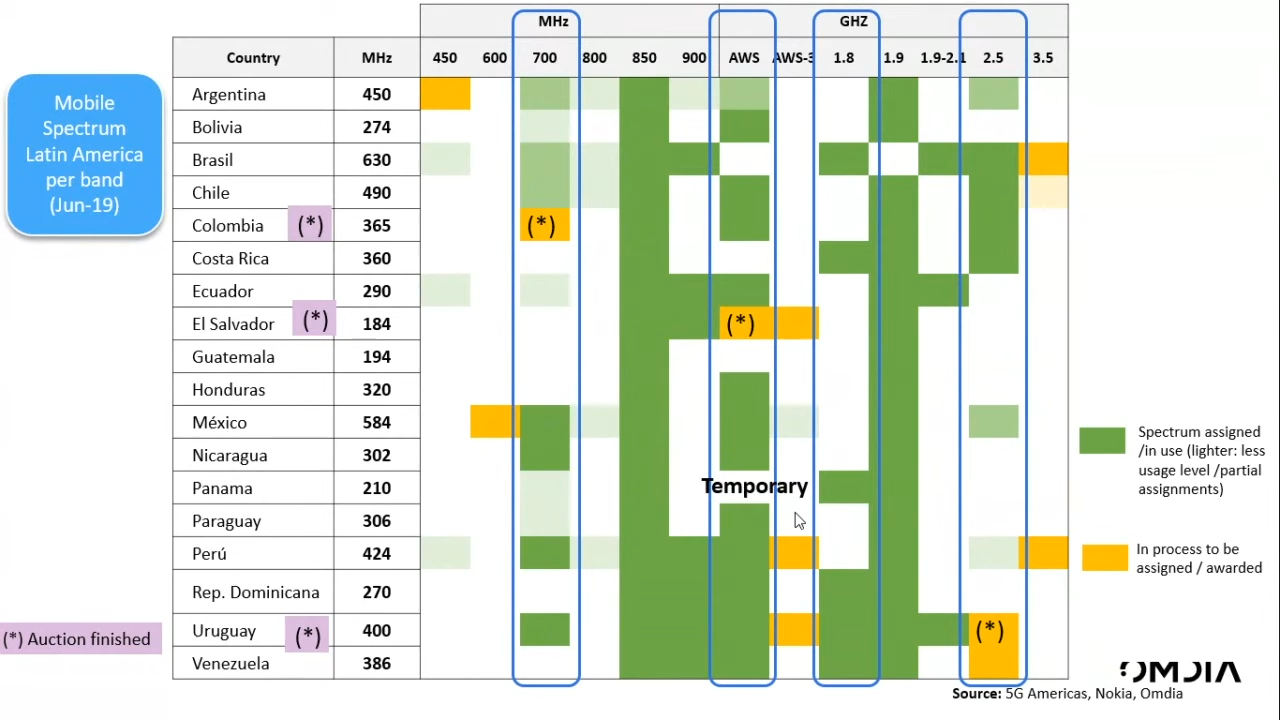 MHz GHZ
Country MHz 450 600 700 800 850 900 AWS AWS-3 1.8 1.9 1.9-2.1 2.5 3.5
Mobile
Spectrum
Latin America
per band
(Jun-19)
Argentina 450
Bolivia 274
Brasil 630
Chile 490
Colombia (*) 365 (*)
Costa Rica 360
Ecuador 290
El Salvador (*) 184 (*)
Guatemala 194
Honduras 320
México 584
Nicaragua 302
Panama 210 Temporary
Paraguay 306
Perú 424
Rep. Dominicana 270
Uruguay (*) 400 (*)
Venezuela 386
Spectrum assigned
/in use (lighter: less
usage level /partial
assignments)
In process to be
assigned / awarded
(*) Auction finished
OMDIA
Source: 5G Americas, Nokia, Omdia